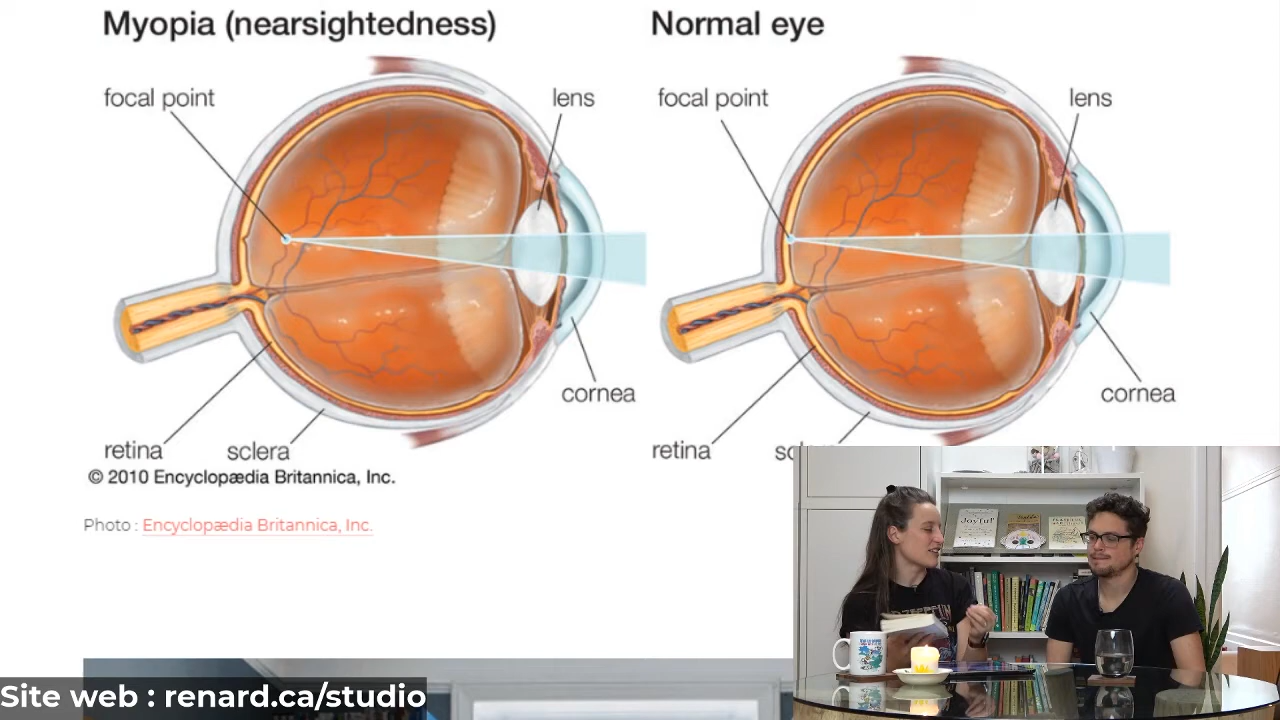 Myopia (nearsightedness)
Normal eye
focal point
lens
focal point
lens
cornea
cornea
retina
sclera
retina
© 2010 Encyclopædia Britannica, Inc.
Photo : Encyclopædia Britannica, Inc.
Joyful
Site web : renard.ca/studio